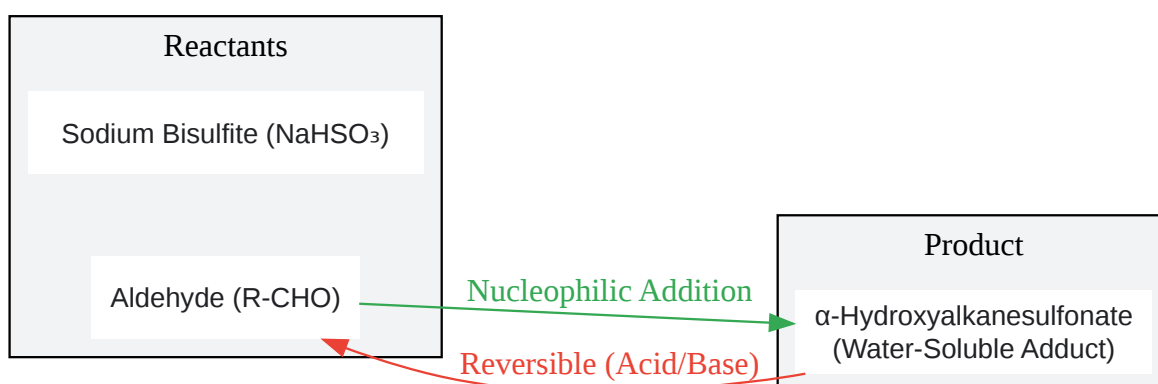 Reactants
Sodium Bisulfite (NaHSO₃)
Aldehyde (R-CHO)
Nucleophilic Addition
Reversible (Acid/Base)
Product
α-Hydroxyalkanesulfonate
(Water-Soluble Adduct)